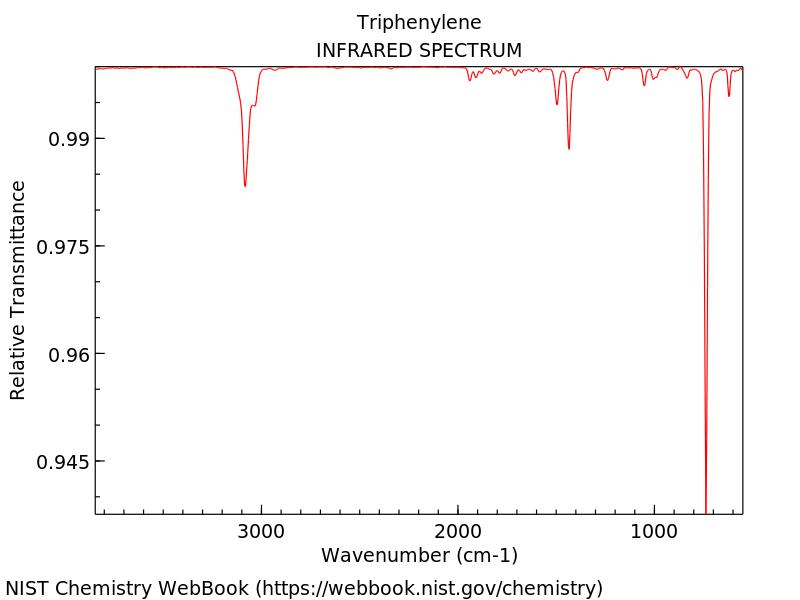 Triphenylene
INFRARED SPECTRUM
Relative Transmittance
0.99
0.975
0.96
0.945
3000 2000 1000
Wavenumber (cm-1)
NIST Chemistry WebBook (https://webbook.nist.gov/chemistry)